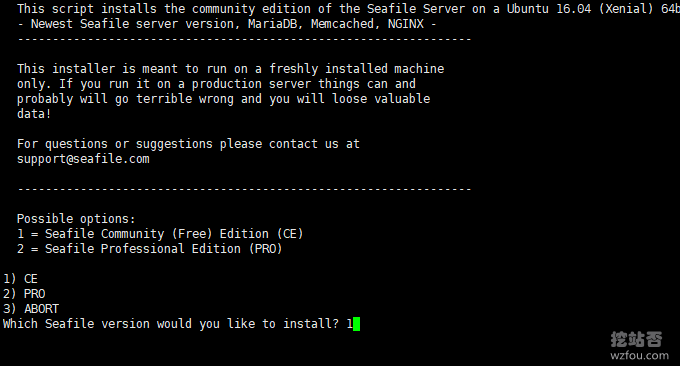 This script installs the community edition of the Seafile Server on a Ubuntu 16.04 (Xenial) 64b
- Newest Seafile server version, MariaDB, Memcached, NGINX -
-----------------------------------------------------------------
This installer is meant to run on a freshly installed machine
only. If you run it on a production server things can and
probably will go terrible wrong and you will loose valuable
data!
For questions or suggestions please contact us at
support@seafile.com
-----------------------------------------------------------------
Possible options:
1 = Seafile Community (Free) Edition (CE)
2 = Seafile Professional Edition (PRO)
1) CE
2) PRO
3) ABORT
Which Seafile version would you like to install? 1
挖站否
wzfou.com